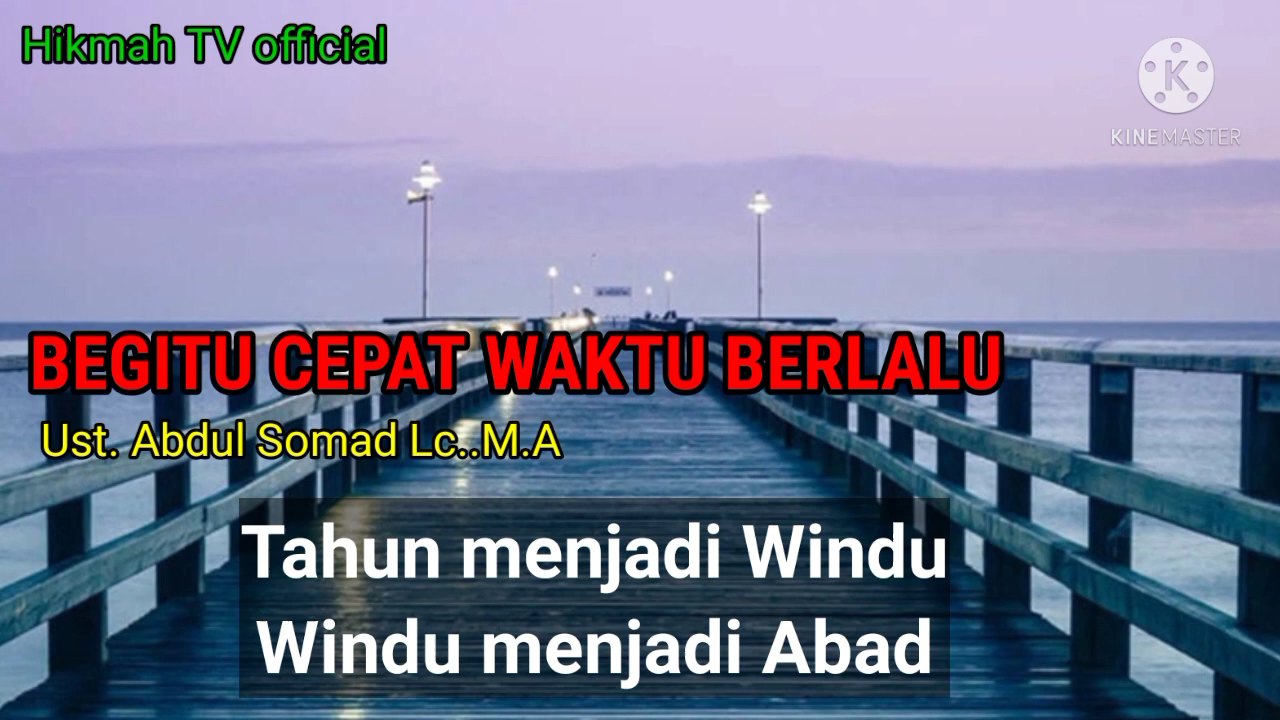 Hikmah TV official
K
KINEMASTER
BEGITU CEPAT WAKTU BERLALU
Ust. Abdul Somad Lc..M.A
Tahun menjadi Windu
Windu menjadi Abad